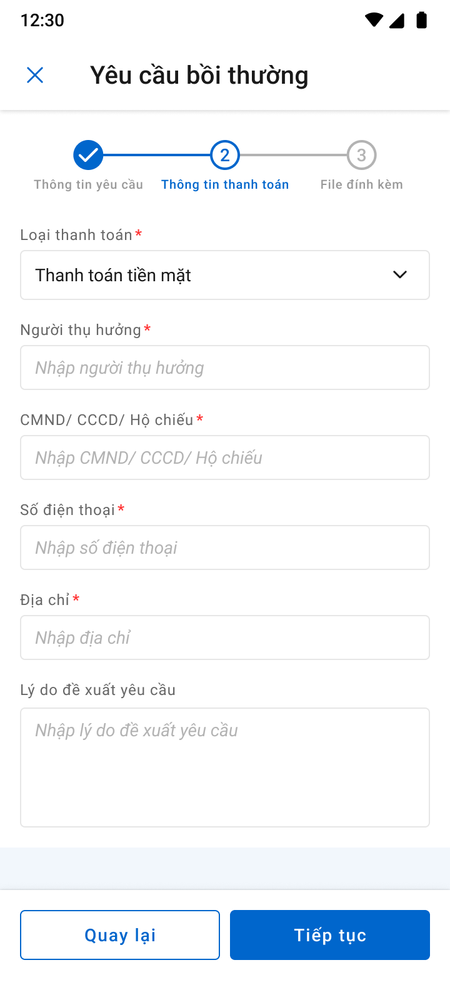 12:30
Yêu cầu bồi thường
2
3
Thông tin yêu cầu
Thông tin thanh toán
File đính kèm
Loại thanh toán*
Thanh toán tiền mặt
Người thụ hưởng*
Nhập người thụ hưởng
CMND/ CCCD/ Hộ chiếu*
Nhập CMND/ CCCD/ Hộ chiếu
Số điện thoại*
Nhập số điện thoại
Địa chỉ*
Nhập địa chỉ
Lý do đề xuất yêu cầu
Nhập lý do đề xuất yêu cầu
Quay lại
Tiếp tục